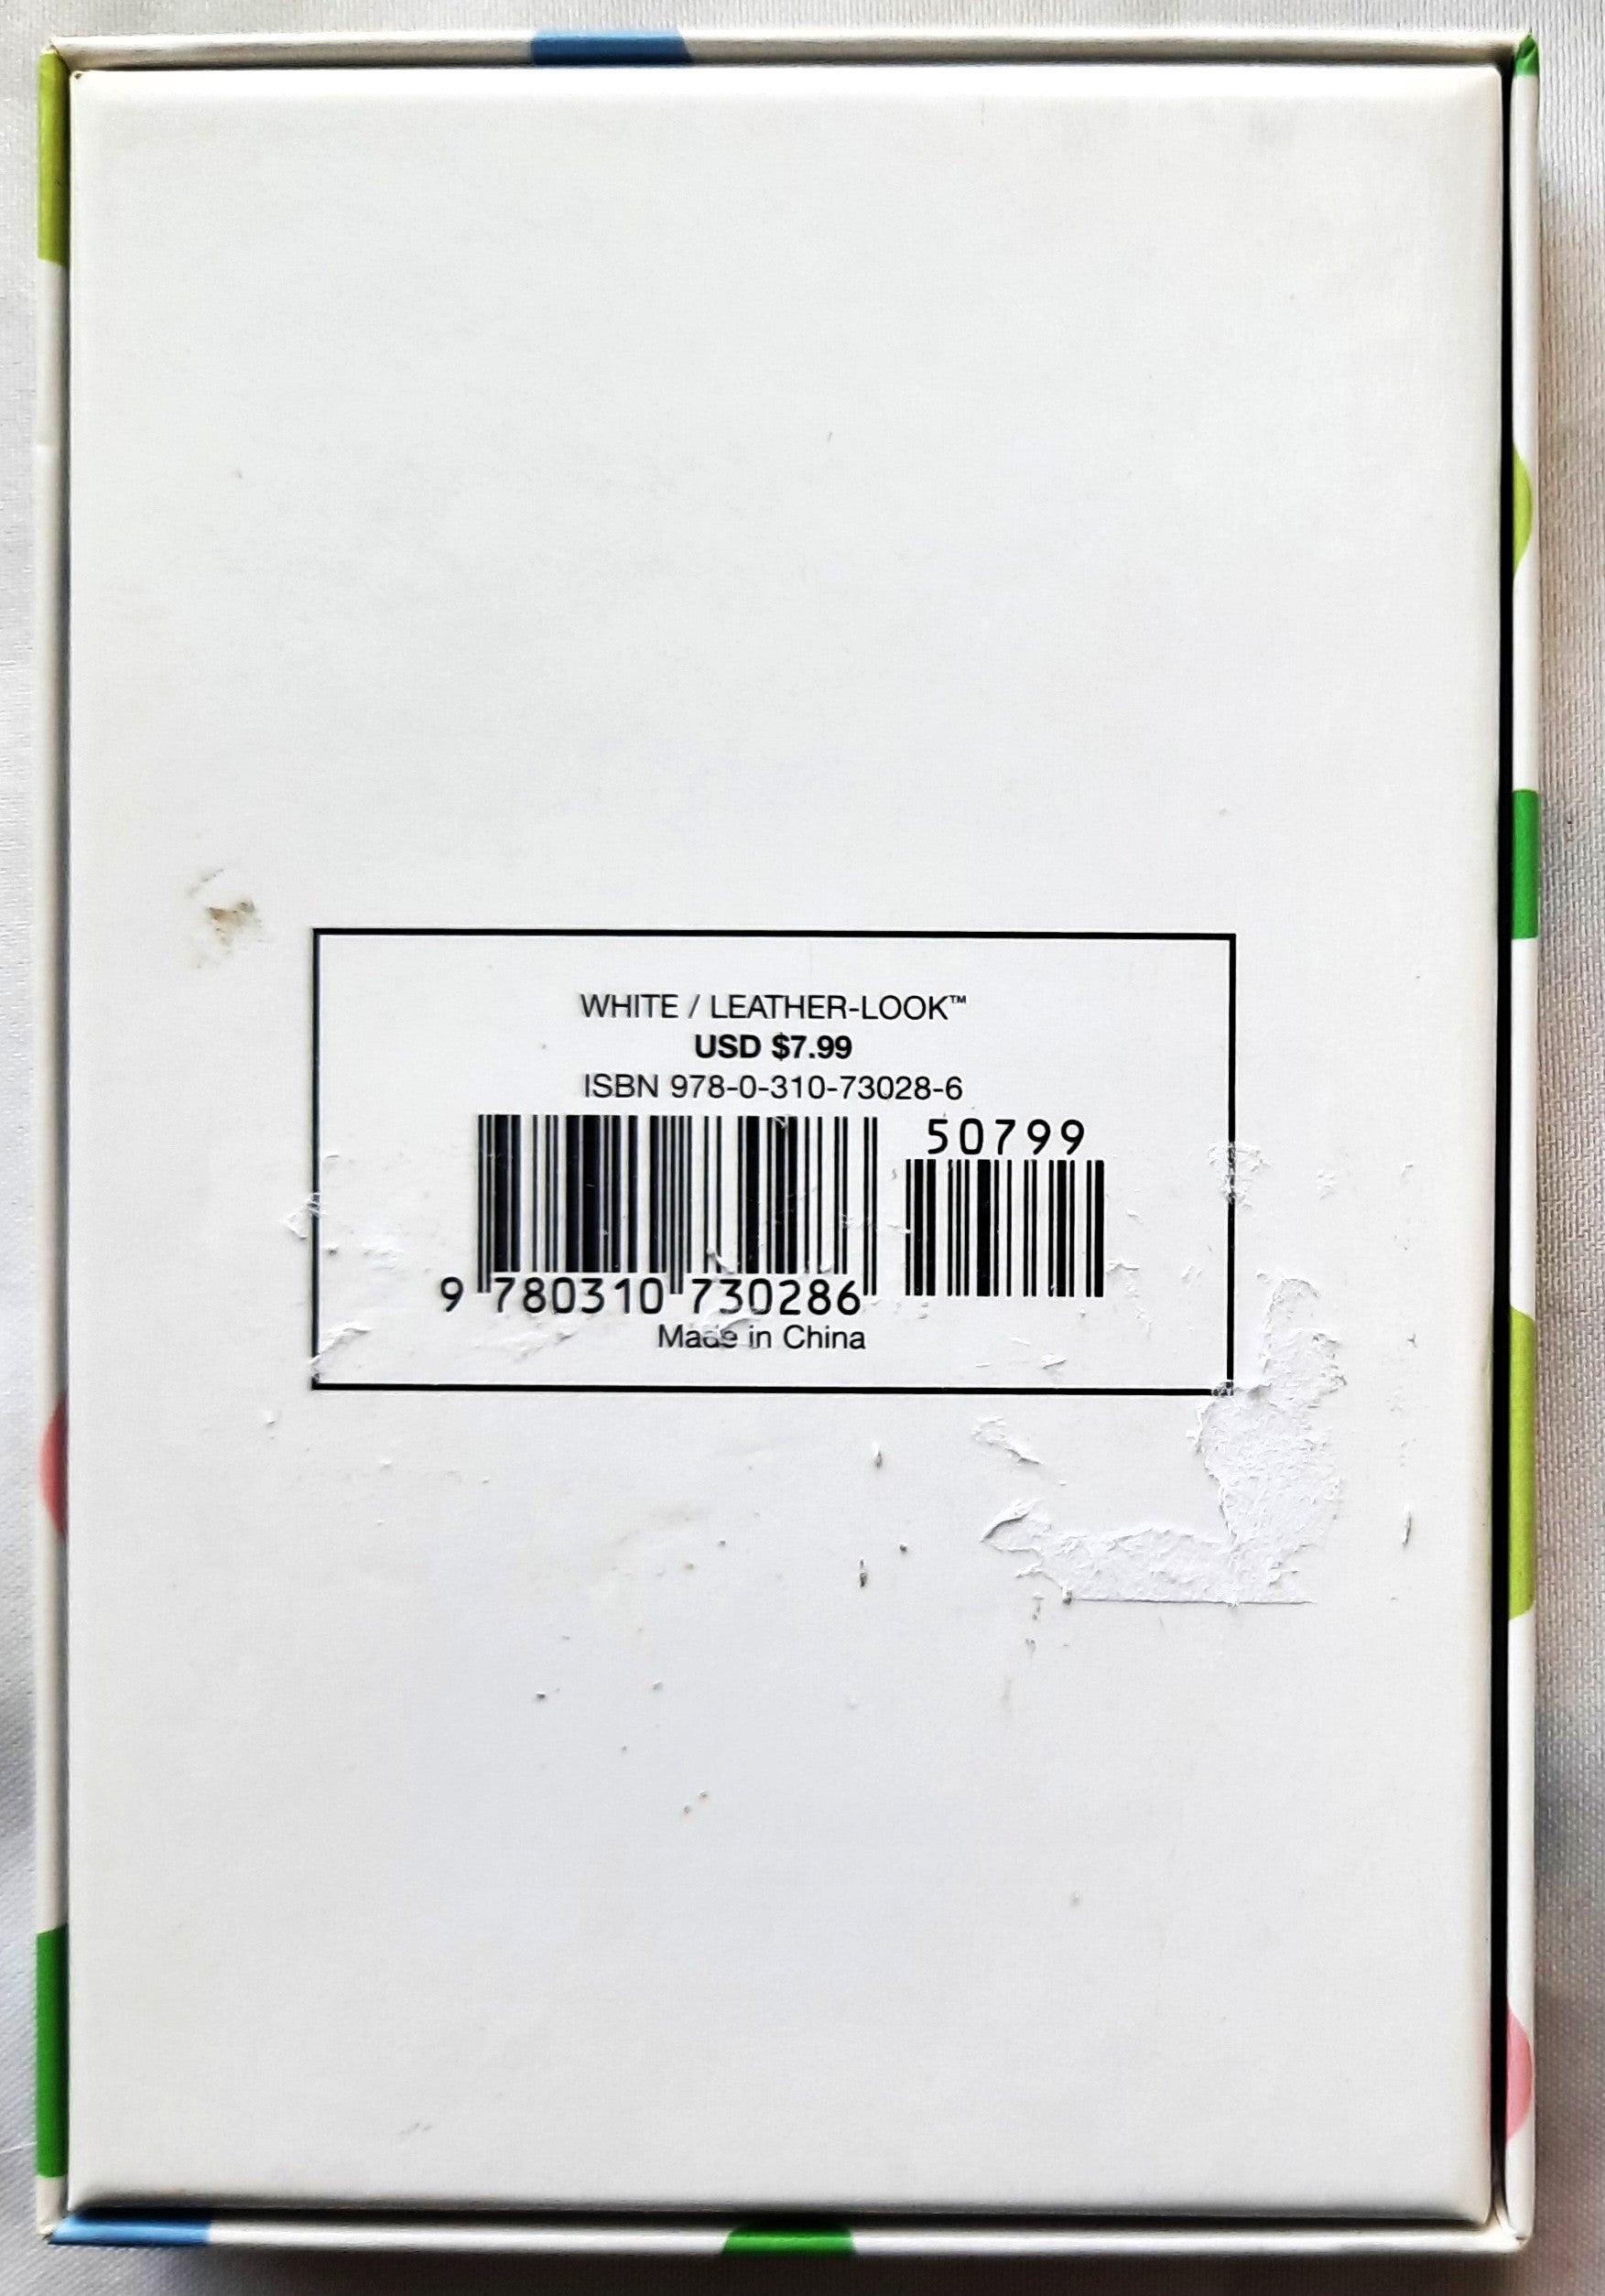 WHITE / LEATHER-LOOK™
USD $7.99
ISBN 978-0-310-73028-6
50799
9 780310 730286
Made in China